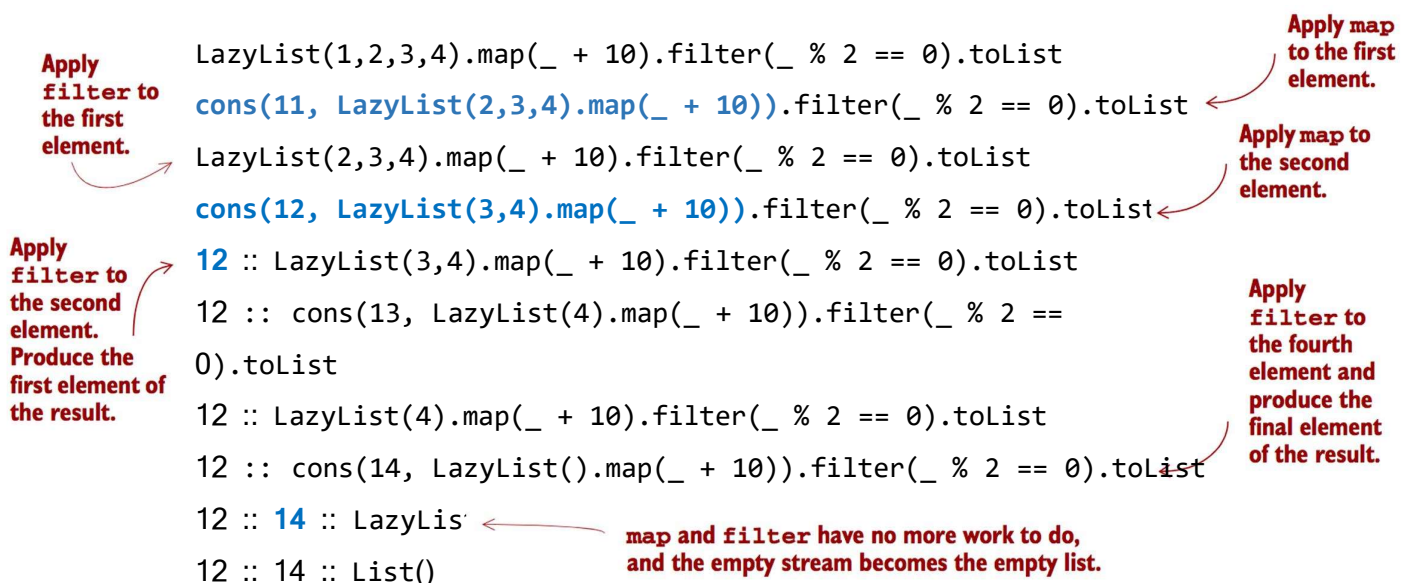 LazyList(1,2,3,4).map(_ + 10).filter(_ % 2 == 0).toList
Apply map
to the first
element.
cons(11, LazyList(2,3,4).map(_ + 10)).filter(_ % 2 == 0).toList
Apply
filter to
the first
element.
LazyList(2,3,4).map(_ + 10).filter(_ % 2 == 0).toList
Apply map to
the second
element.
cons(12, LazyList(3,4).map(_ + 10)).filter(_ % 2 == 0).toList
Apply
filter to
the second
element.
Produce the
first element of
the result.
12 :: LazyList(3,4).map(_ + 10).filter(_ % 2 == 0).toList
12 :: cons(13, LazyList(4).map(_ + 10)).filter(_ % 2 ==
0).toList
12 :: LazyList(4).map(_ + 10).filter(_ % 2 == 0).toList
Apply
filter to
the fourth
element and
produce the
final element
of the result.
12 :: cons(14, LazyList().map(_ + 10)).filter(_ % 2 == 0).toList
12 :: 14 :: LazyLis
map and filter have no more work to do,
and the empty stream becomes the empty list.
12 :: 14 :: List()